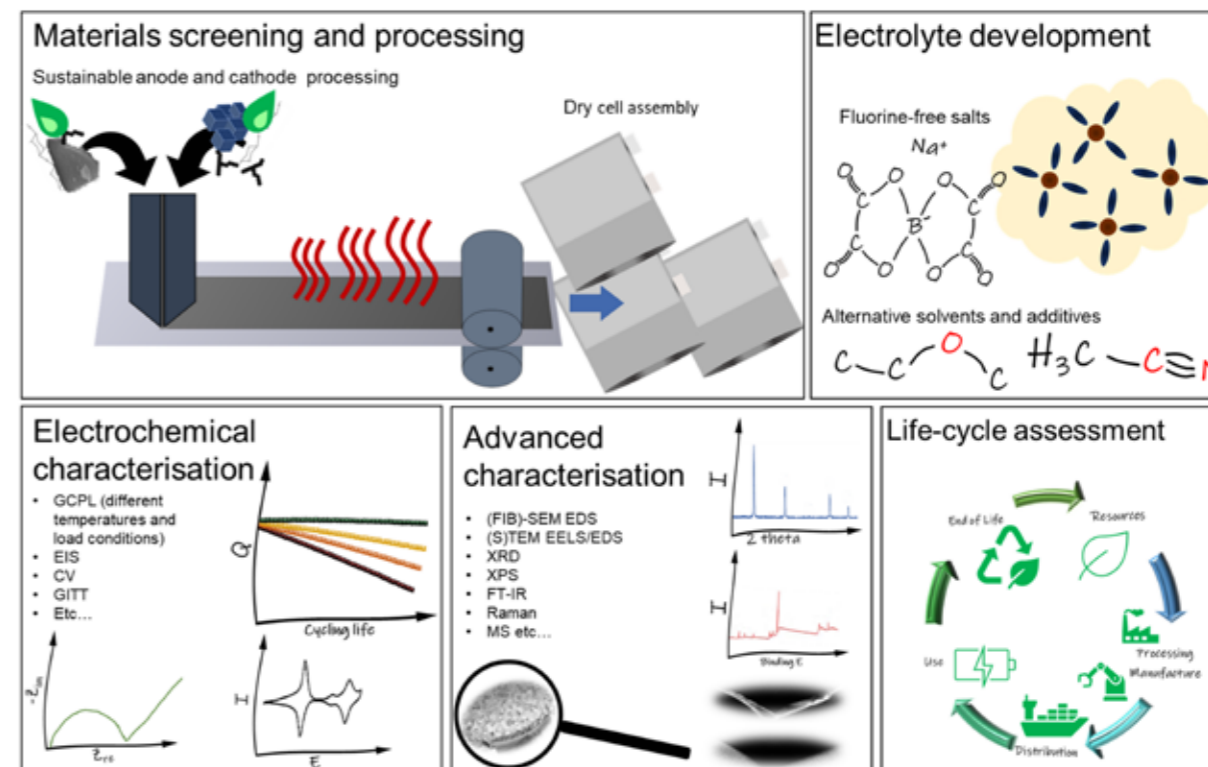 Materials screening and processing
Sustainable anode and cathode processing
Dry cell assembly
Electrolyte development
Fluorine-free salts
Na+
O
O
O
O
C
C
B-
C
C
O
O
O
O
Alternative solvents and additives
C
C
O
C
H3C
C
Electrochemical
characterisation
• GCPL (different
temperatures and
load conditions)
• EIS
• CV
• GITT
• Etc...
Q
Cycling life
-Zim
Zre
I
E
Advanced
characterisation
• (FIB)-SEM EDS
• (S)TEM EELS/EDS
• XRD
• XPS
• FT-IR
• Raman
• MS etc...
I
2 theta
I
Binding E
Life-cycle assessment
End of Life
Resources
Processing
Manufacture
Use
Distribution